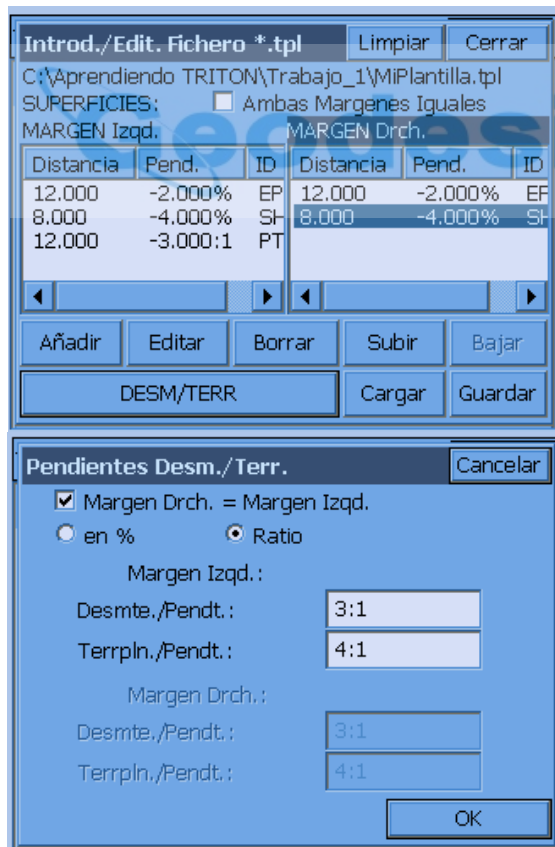 Introd./Edit. Fichero *.tpl Limpiar Cerrar
C:\Aprendiendo TRITON\Trabajo_1\MiPlantilla.tpl
SUPERFICIES: Ambas Margenes Iguales
MARGEN Izqd. MARGEN Drch.
Distancia Pend. ID Distancia Pend. ID
12.000 -2.000% EP 12.000 -2.000% EP
8.000 -4.000% SH 8.000 -4.000% SH
12.000 -3.000:1 PT
Añadir Editar Borrar Subir Bajar
DESM/TERR Cargar Guardar
Geodes
Pendientes Desm./Terr. Cancelar
Margen Drch. = Margen Izqd.
en % Ratio
Margen Izqd.:
Desmte./Pendt.: 3:1
Terrpln./Pendt.: 4:1
Margen Drch.:
Desmte./Pendt.: 3:1
Terrpln./Pendt.: 4:1
OK